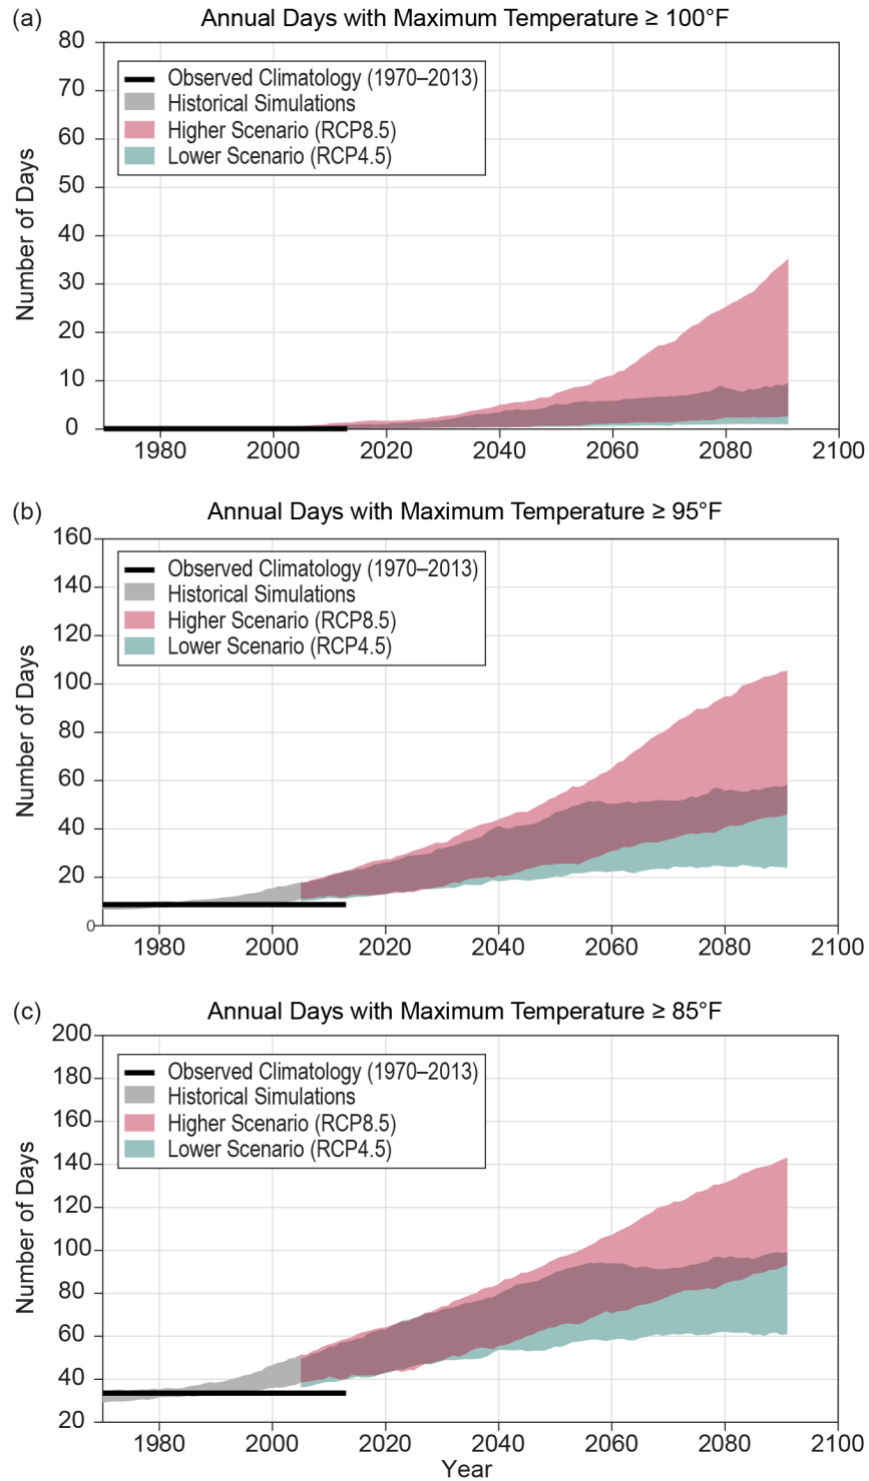 (a) Annual Days with Maximum Temperature ≥ 100°F
80
70
60
50
40
30
20
10
0
Number of Days
Observed Climatology (1970–2013)
Historical Simulations
Higher Scenario (RCP8.5)
Lower Scenario (RCP4.5)
1980 2000 2020 2040 2060 2080 2100
(b) Annual Days with Maximum Temperature ≥ 95°F
160
140
120
100
80
60
40
20
0
Number of Days
Observed Climatology (1970–2013)
Historical Simulations
Higher Scenario (RCP8.5)
Lower Scenario (RCP4.5)
1980 2000 2020 2040 2060 2080 2100
(c) Annual Days with Maximum Temperature ≥ 85°F
200
180
160
140
120
100
80
60
40
20
Number of Days
Observed Climatology (1970–2013)
Historical Simulations
Higher Scenario (RCP8.5)
Lower Scenario (RCP4.5)
1980 2000 2020 2040 2060 2080 2100
Year